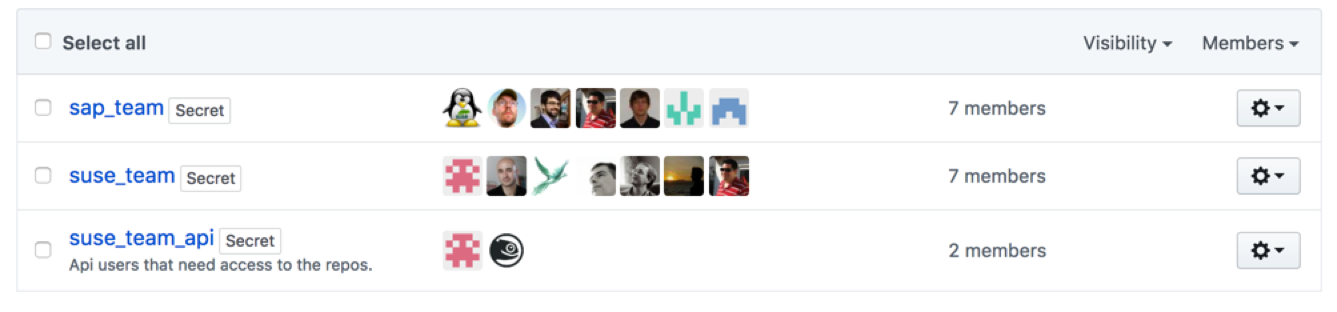 Select all Visibility Members
sap_team Secret 7 members
suse_team Secret 7 members
suse_team_api Secret 2 members
Api users that need access to the repos.